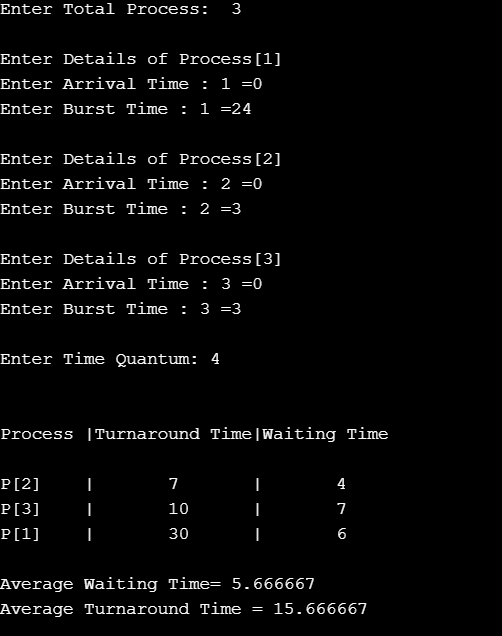 Enter Total Process:  3
Enter Details of Process[1]
Enter Arrival Time : 1 =0
Enter Burst Time : 1 =24
Enter Details of Process[2]
Enter Arrival Time : 2 =0
Enter Burst Time : 2 =3
Enter Details of Process[3]
Enter Arrival Time : 3 =0
Enter Burst Time : 3 =3
Enter Time Quantum: 4
Process |Turnaround Time|Waiting Time
P[2]    |       7       |       4
P[3]    |       10      |       7
P[1]    |       30      |       6
Average Waiting Time= 5.666667
Average Turnaround Time = 15.666667